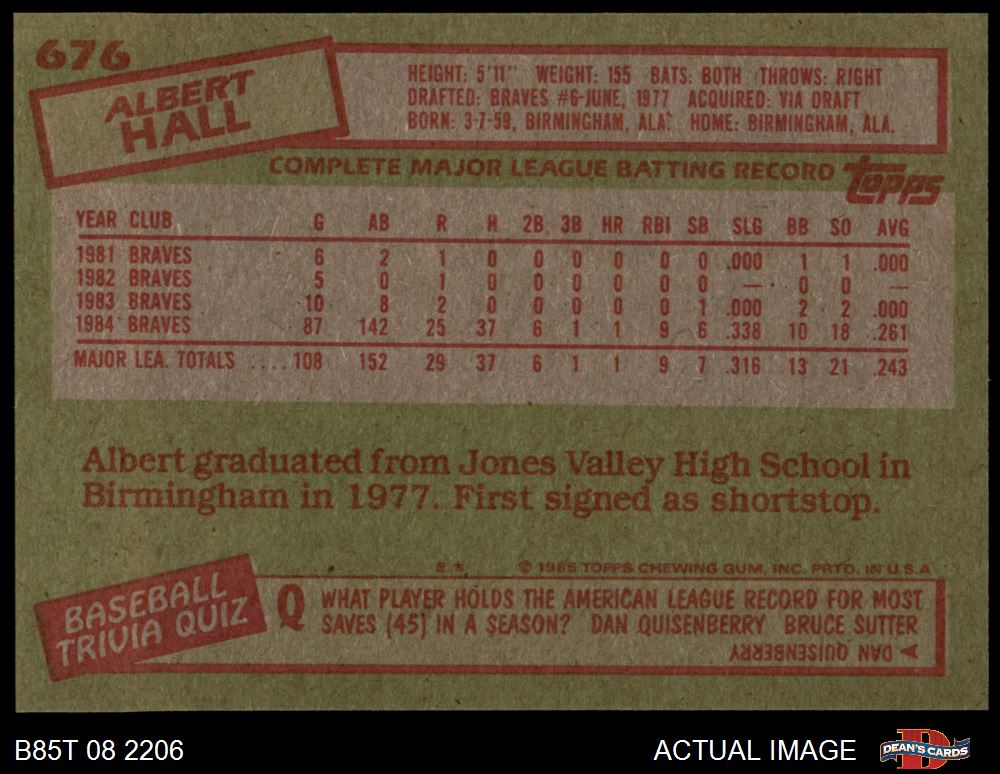 676
ALBERT
HALL
HEIGHT: 5'11" WEIGHT: 155 BATS: BOTH THROWS: RIGHT
DRAFTED: BRAVES #6-JUNE, 1977 ACQUIRED: VIA DRAFT
BORN: 3-7-59, BIRMINGHAM, ALA. HOME: BIRMINGHAM, ALA.
COMPLETE MAJOR LEAGUE BATTING RECORD
Topps
YEAR CLUB G AB R H 2B 3B HR RBI SB SLG BB SO AVG
1981 BRAVES 6 2 1 0 0 0 0 0 0 .000 1 1 .000
1982 BRAVES 5 0 1 0 0 0 0 0 0 — 0 0 —
1983 BRAVES 10 8 2 0 0 0 0 0 1 .000 2 2 .000
1984 BRAVES 87 142 25 37 6 1 1 9 6 .338 10 18 .261
MAJOR LEA. TOTALS .... 108 152 29 37 6 1 1 9 7 .316 13 21 .243
Albert graduated from Jones Valley High School in
Birmingham in 1977. First signed as shortstop.
© 1985 TOPPS CHEWING GUM, INC. PRTD. IN U.S.A.
BASEBALL
TRIVIA QUIZ
Q WHAT PLAYER HOLDS THE AMERICAN LEAGUE RECORD FOR MOST
SAVES (45) IN A SEASON? DAN QUISENBERRY BRUCE SUTTER
A DAN QUISENBERRY
B85T 08 2206
ACTUAL IMAGE
DEAN'S CARDS